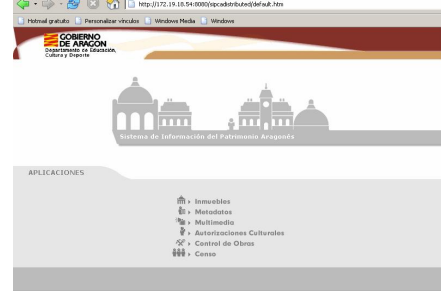 http://172.19.18.54:8080/sipcadistributed/default.htm
Hotmail gratuito Personalizar vínculos Windows Media Windows
GOBIERNO
DE ARAGON
Departamento de Educación,
Cultura y Deporte
Sistema de Información del Patrimonio Aragonés
APLICACIONES
Inmuebles
Metadatos
Multimedia
Autorizaciones Culturales
Control de Obras
Censo